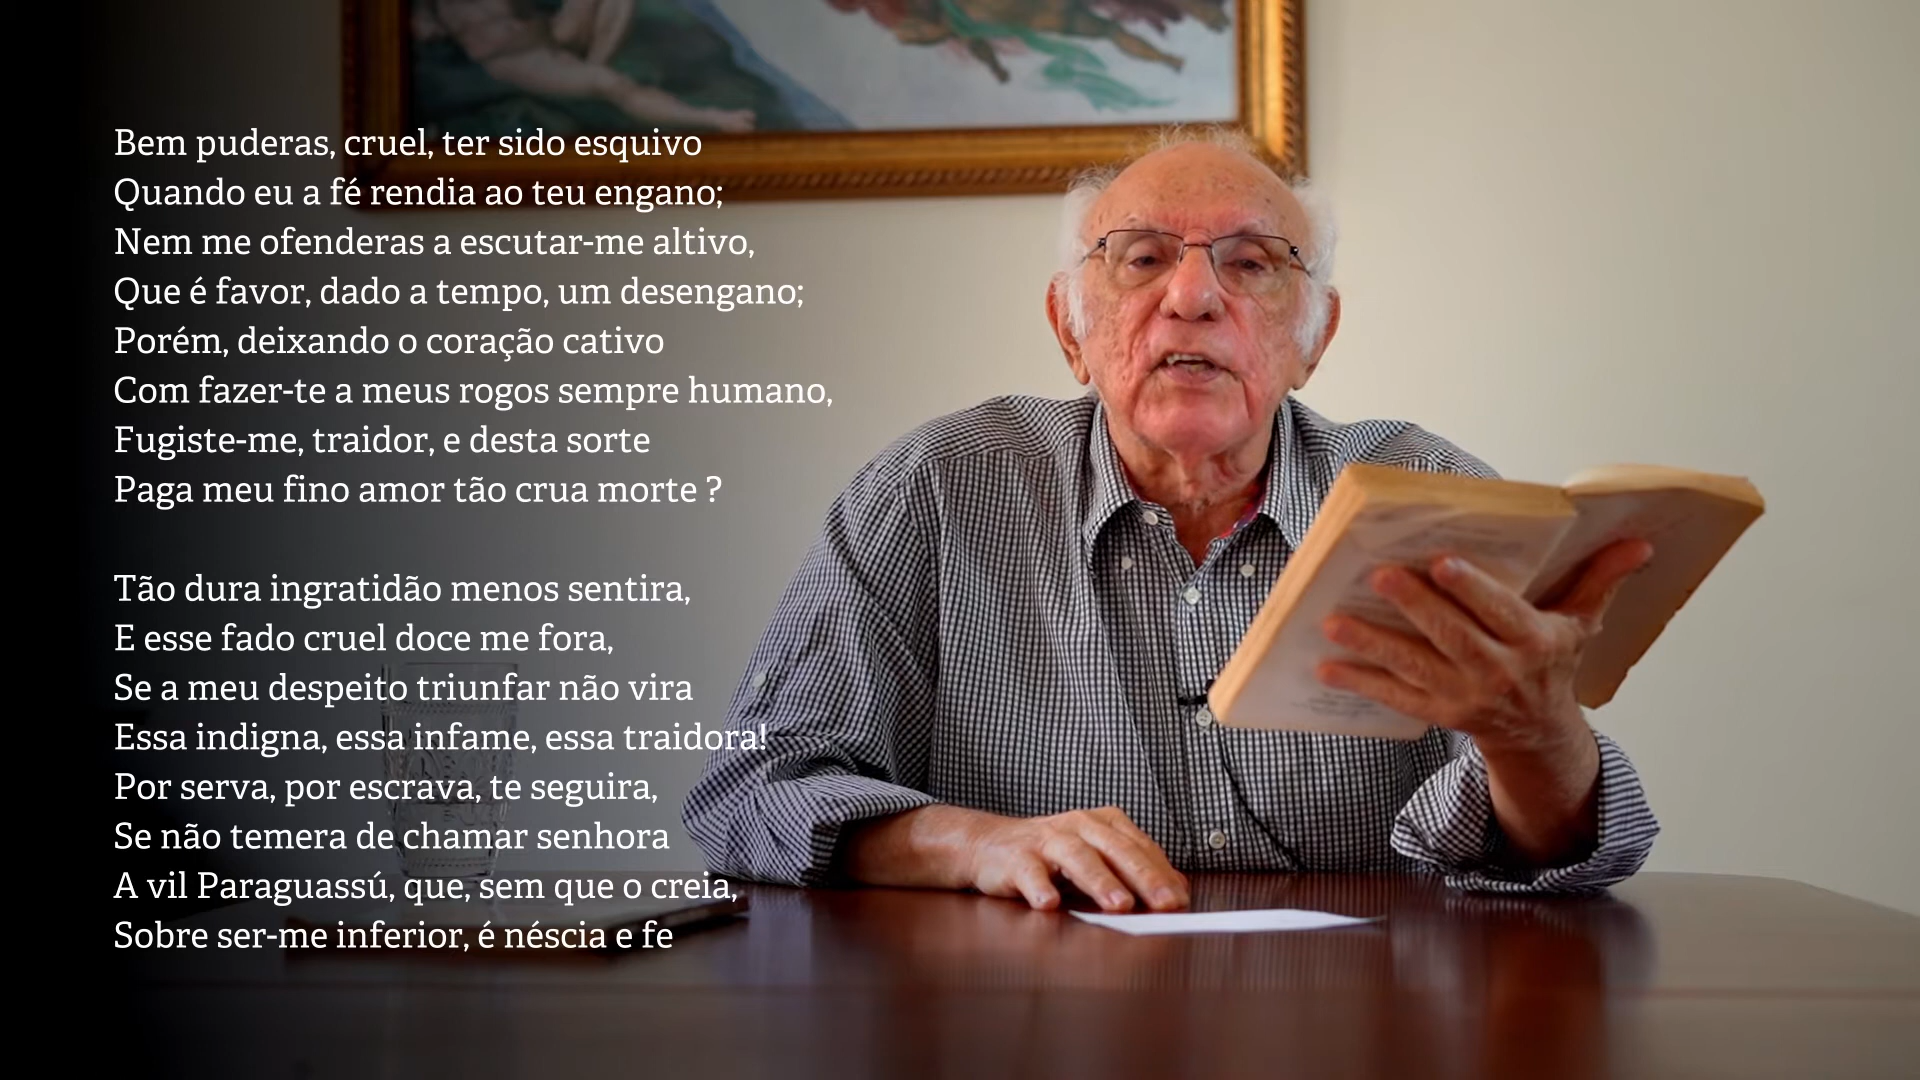 Bem puderas, cruel, ter sido esquivo
Quando eu a fé rendia ao teu engano;
Nem me ofenderas a escutar-me altivo,
Que é favor, dado a tempo, um desengano;
Porém, deixando o coração cativo
Com fazer-te a meus rogos sempre humano,
Fugiste-me, traidor, e desta sorte
Paga meu fino amor tão crua morte ?
Tão dura ingratidão menos sentira,
E esse fado cruel doce me fora,
Se a meu despeito triunfar não vira
Essa indigna, essa infame, essa traidora!
Por serva, por escrava, te seguira,
Se não temera de chamar senhora
A vil Paraguassú, que, sem que o creia,
Sobre ser-me inferior, é néscia e fe